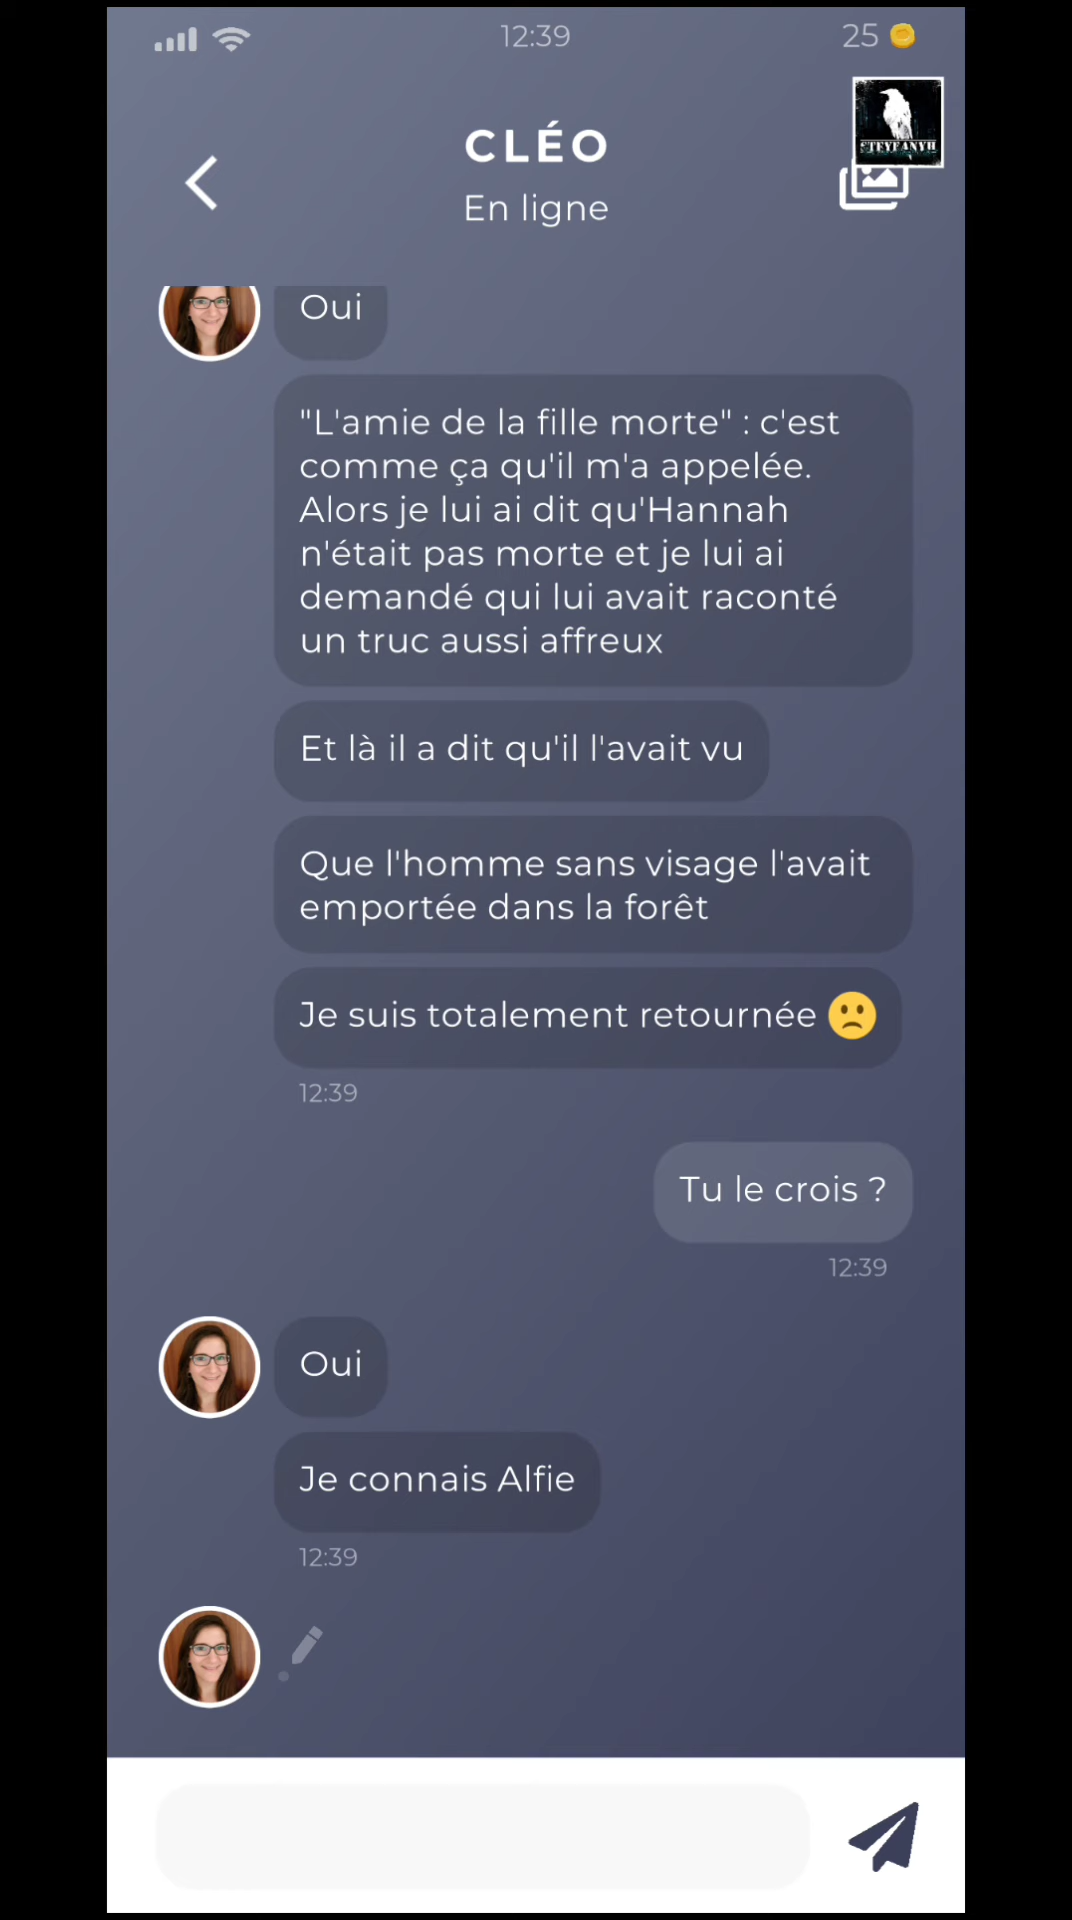 12:39
25
CLÉO
STEYFANYH
En ligne
Oui
"L'amie de la fille morte" : c'est
comme ça qu'il m'a appelée.
Alors je lui ai dit qu'Hannah
n'était pas morte et je lui ai
demandé qui lui avait raconté
un truc aussi affreux
Et là il a dit qu'il l'avait vu
Que l'homme sans visage l'avait
emportée dans la forêt
Je suis totalement retournée
12:39
Tu le crois ?
12:39
Oui
Je connais Alfie
12:39